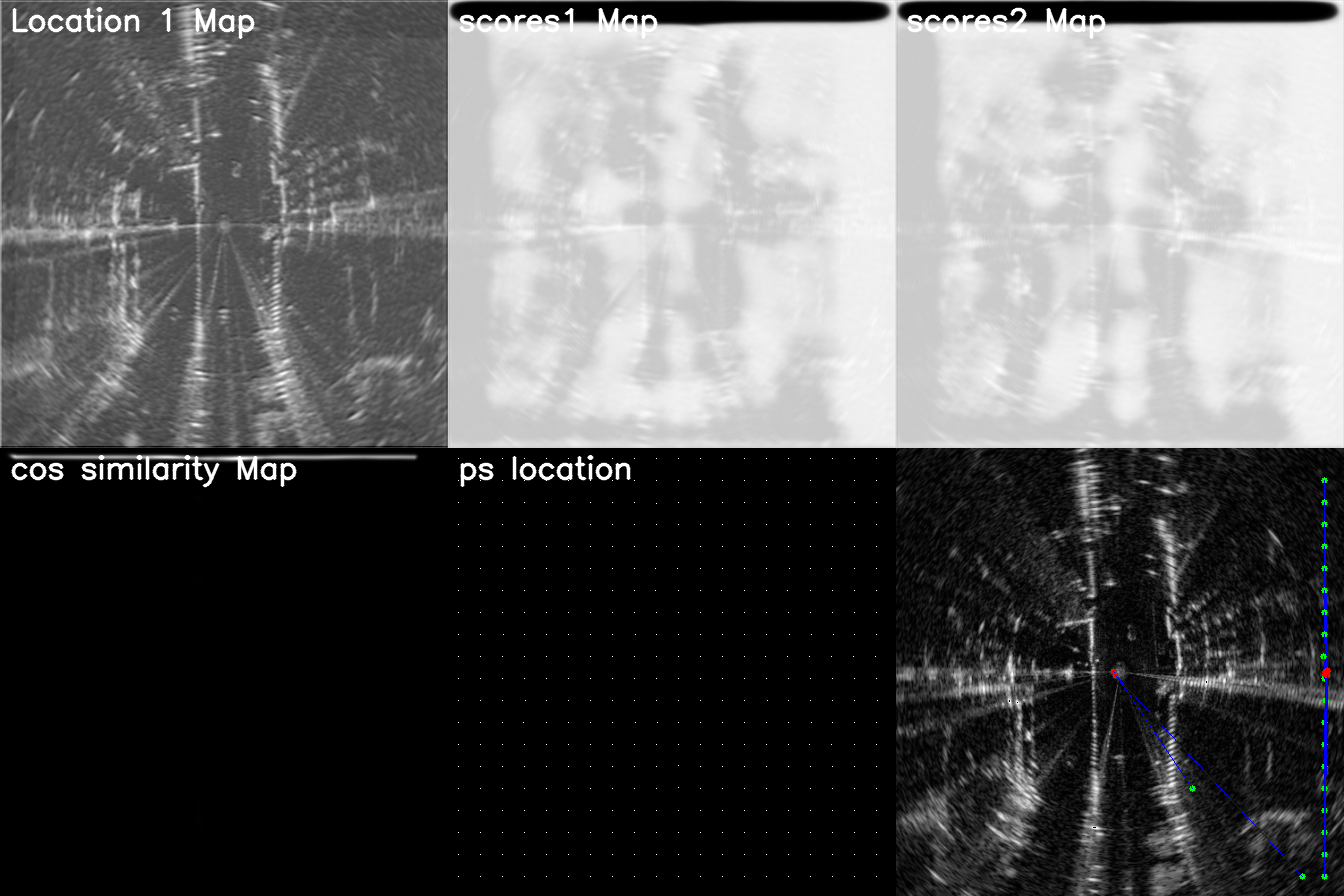 Location 1 Map
scores1 Map
scores2 Map
cos similarity Map
ps location